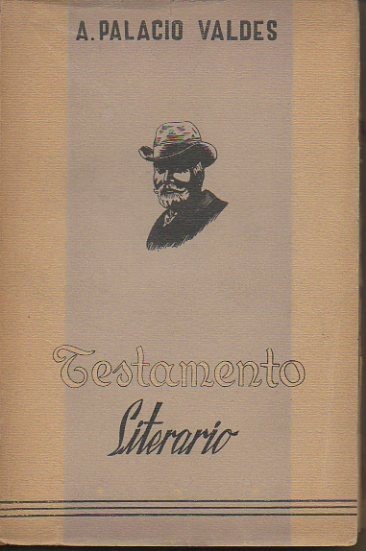 A. PALACIO VALDES
Testamento
Literario